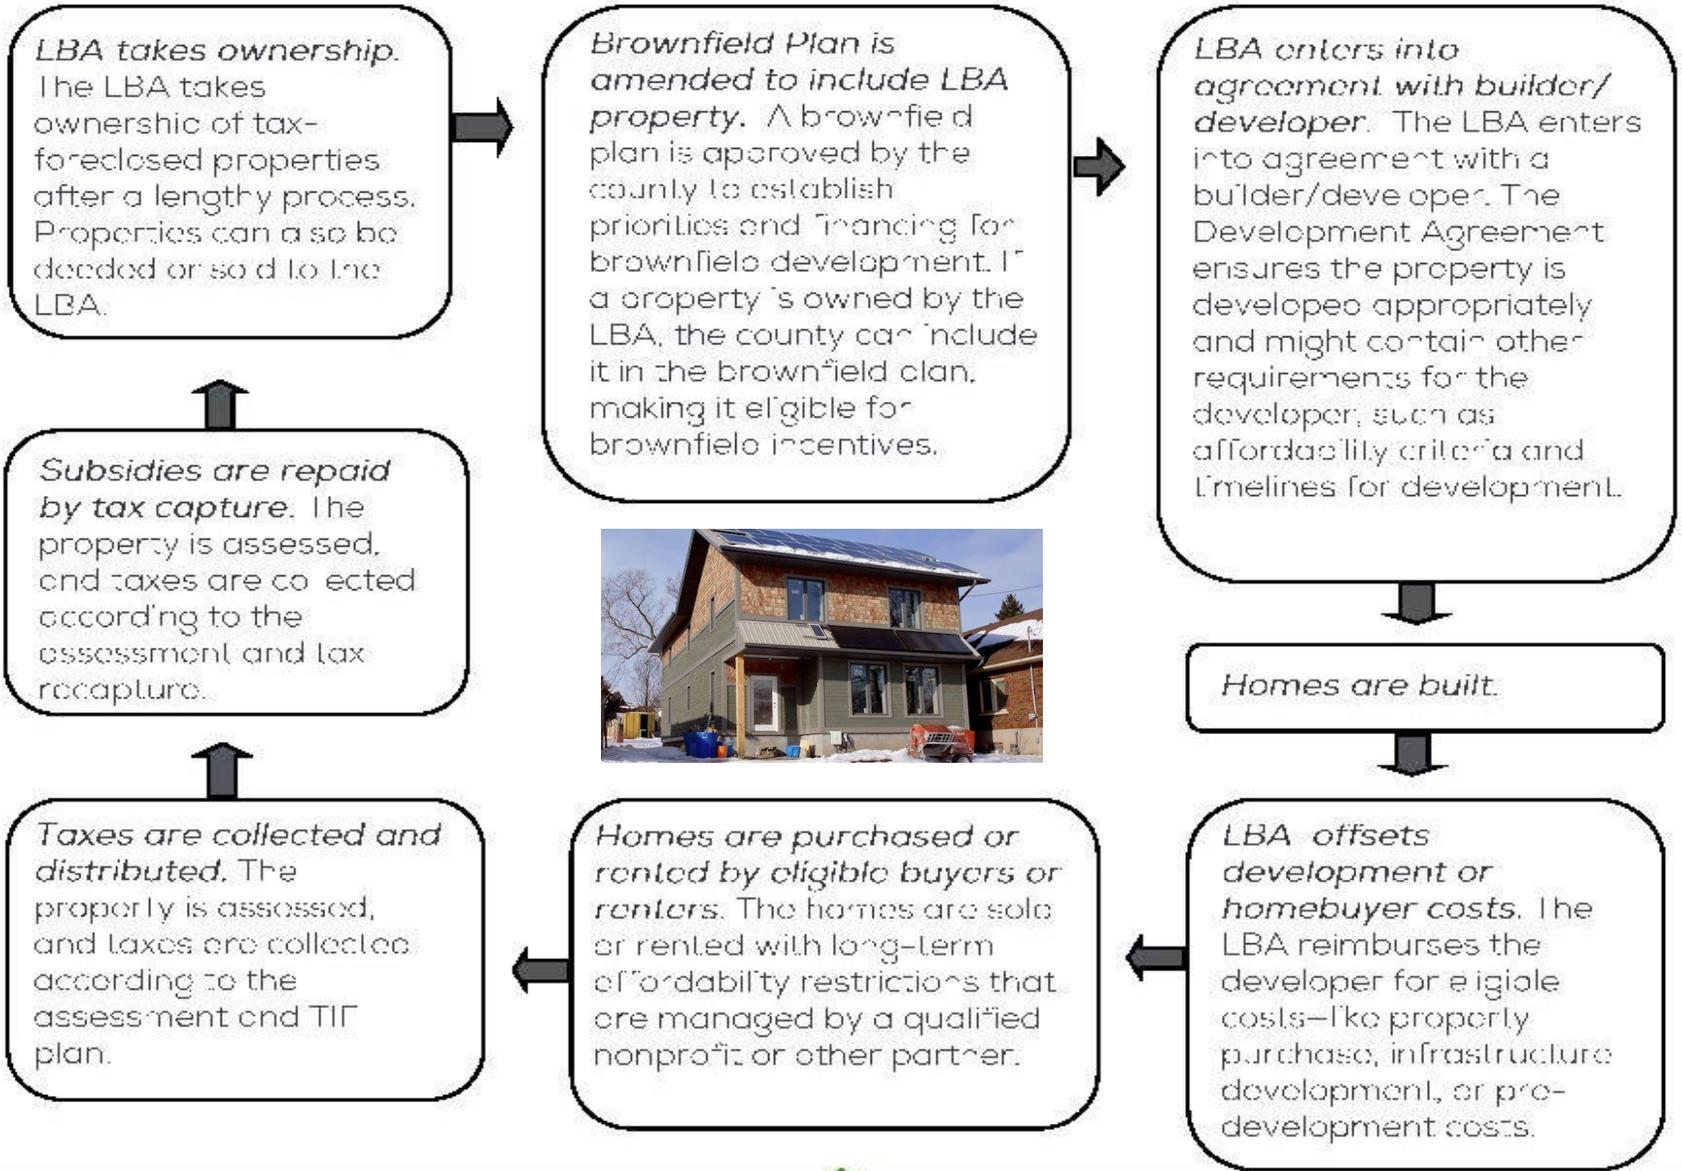 LBA takes ownership.
The LBA takes
ownership of tax-
foreclosed properties
after a lengthy process.
Properties can also be
deeded or sold to the
LBA.
Brownfield Plan is
amended to include LBA
property. A brownfield
plan is approved by the
county to establish
priorities and financing for
brownfield development. If
a property is owned by the
LBA, the county can include
it in the brownfield plan,
making it eligible for
brownfield incentives.
LBA enters into
agreement with builder/
developer. The LBA enters
into agreement with a
builder/developer. The
Development Agreement
ensures the property is
developed appropriately
and might contain other
requirements for the
developer, such as
affordability criteria and
timelines for development.
Homes are built.
LBA offsets
development or
homebuyer costs. The
LBA reimburses the
developer for eligible
costs—like property
purchase, infrastructure
development, or pre-
development costs.
Homes are purchased or
rented by eligible buyers or
renters. The homes are sold
or rented with long-term
affordability restrictions that
are managed by a qualified
nonprofit or other partner.
Taxes are collected and
distributed. The
property is assessed,
and taxes are collected
according to the
assessment and TIF
plan.
Subsidies are repaid
by tax capture. The
property is assessed,
and taxes are collected
according to the
assessment and tax
recapture.